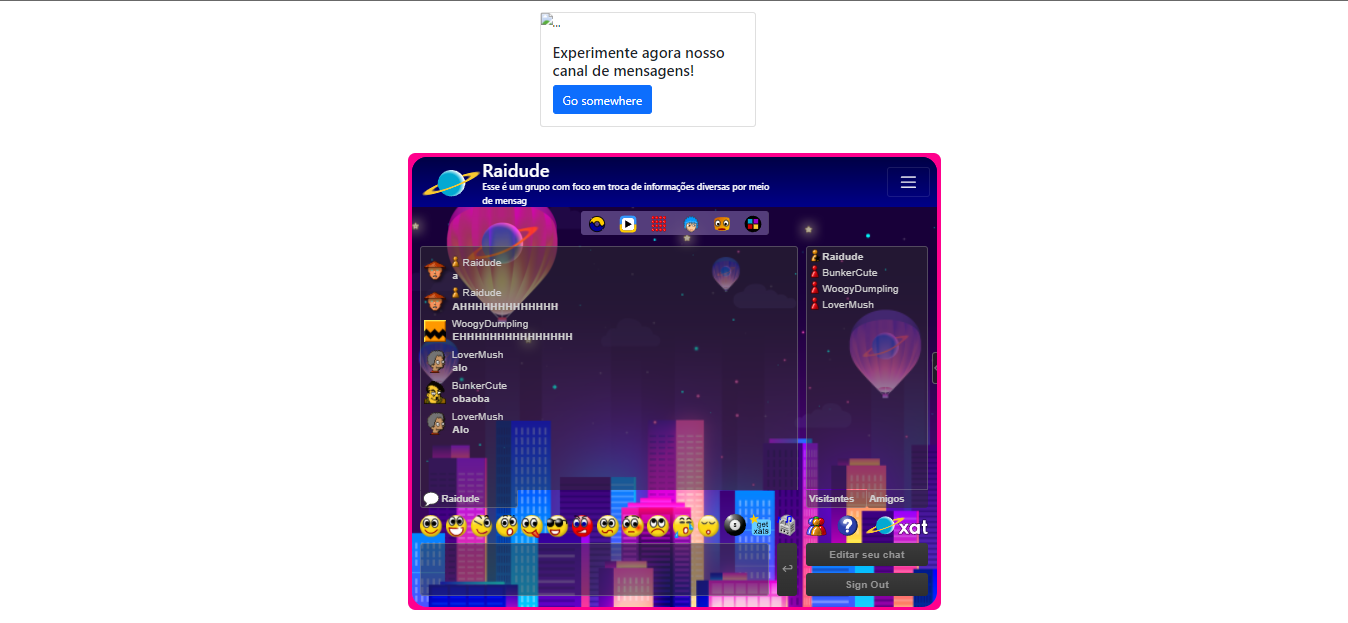 ...
Experimente agora nosso
canal de mensagens!
Go somewhere
Raidude
Esse é um grupo com foco em troca de informações diversas por meio
de mensag
Raidude
a
Raidude
AHHHHHHHHHHHHH
WoogyDumpling
EHHHHHHHHHHHHHHH
LoverMush
alo
BunkerCute
obaoba
LoverMush
Alo
Raidude
BunkerCute
WoogyDumpling
LoverMush
Raidude
Visitantes
Amigos
8
get
xats
?
xat
Editar seu chat
Sign Out